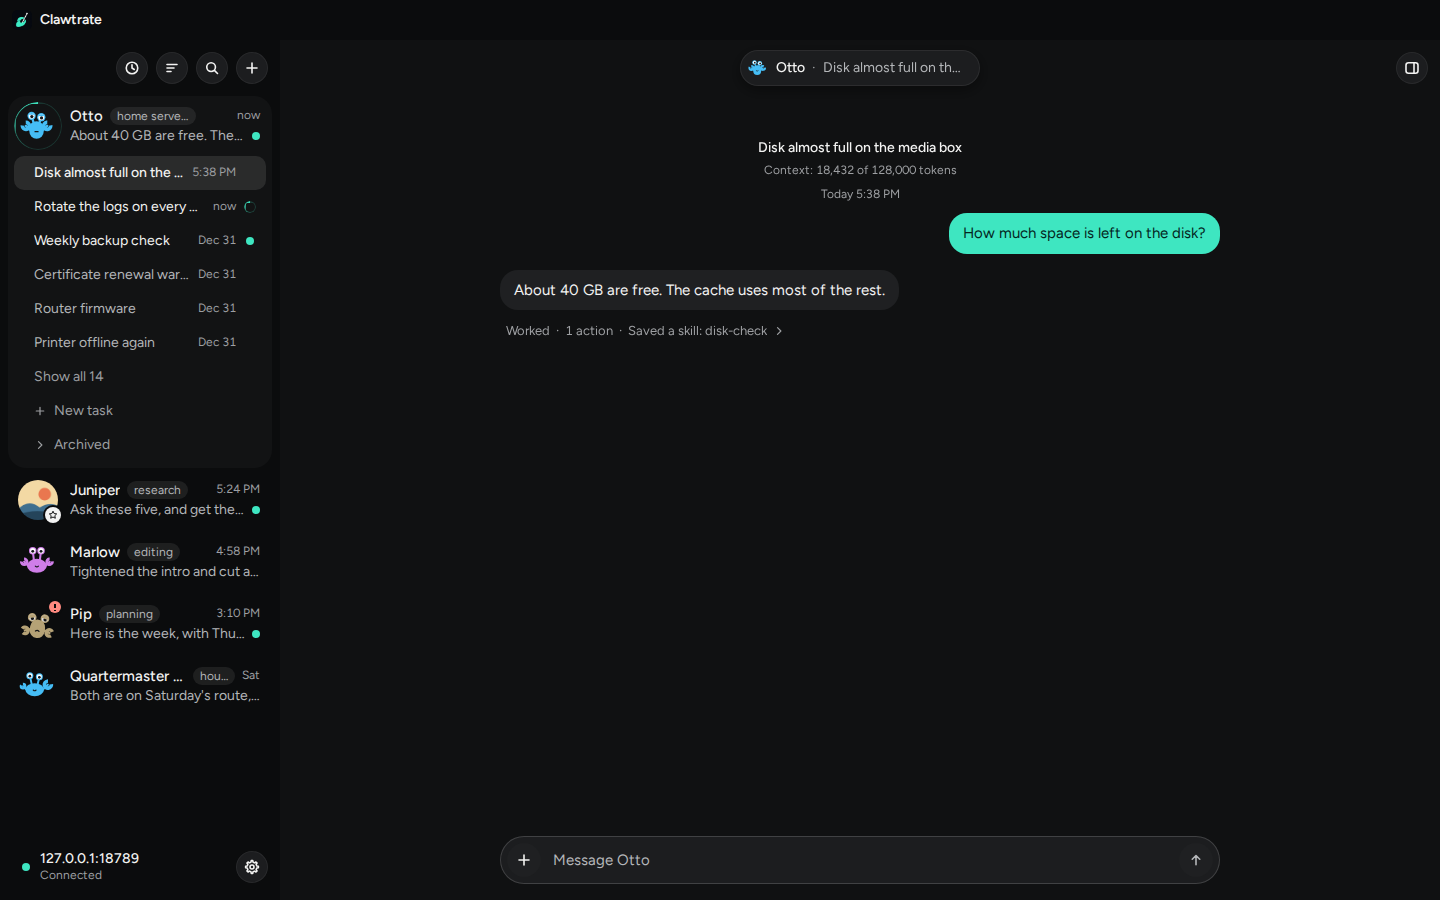 Clawtrate
Otto home serve... now
About 40 GB are free. The...
Disk almost full on the ... 5:38 PM
Rotate the logs on every ... now
Weekly backup check Dec 31
Certificate renewal war... Dec 31
Router firmware Dec 31
Printer offline again Dec 31
Show all 14
New task
Archived
Juniper research 5:24 PM
Ask these five, and get the...
Marlow editing 4:58 PM
Tightened the intro and cut a...
Pip planning 3:10 PM
Here is the week, with Thu...
Quartermaster ... hou... Sat
Both are on Saturday's route,...
127.0.0.1:18789
Connected
Otto · Disk almost full on th...
Disk almost full on the media box
Context: 18,432 of 128,000 tokens
Today 5:38 PM
How much space is left on the disk?
About 40 GB are free. The cache uses most of the rest.
Worked · 1 action · Saved a skill: disk-check
Message Otto